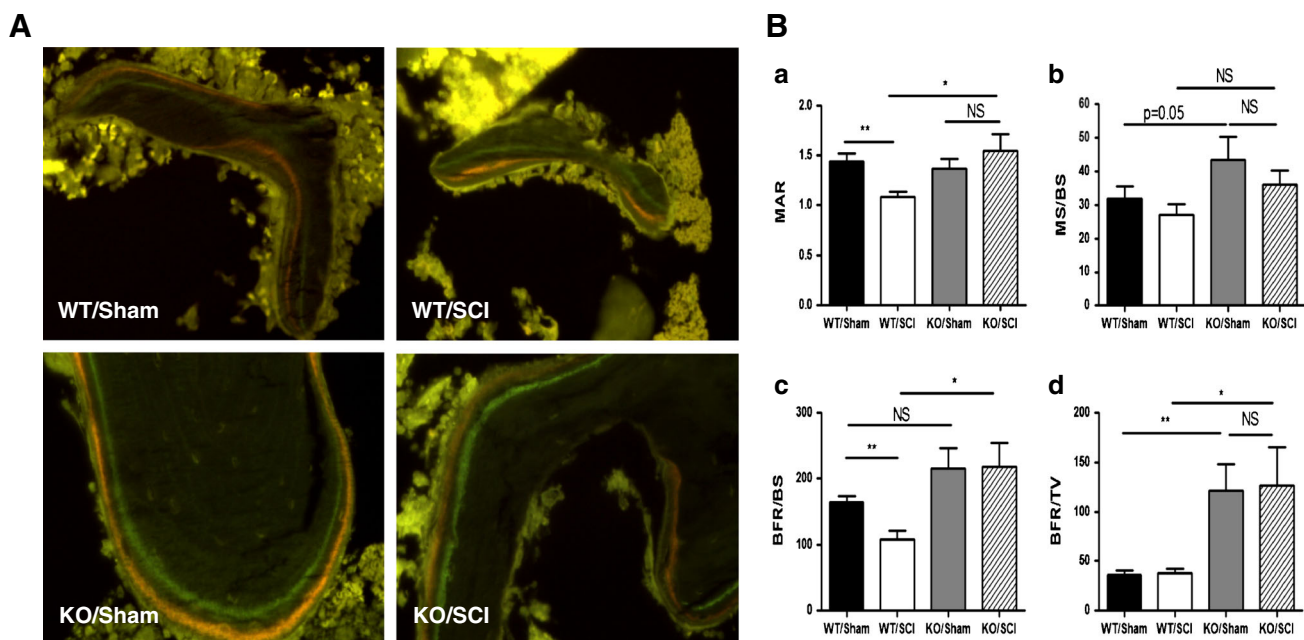 A
WT/Sham
WT/SCI
KO/Sham
KO/SCI
B
a
MAR
2.0
1.5
1.0
0.5
0.0
**
*
NS
WT/Sham
WT/SCI
KO/Sham
KO/SCI
b
MS/BS
60
50
40
30
20
10
0
p=0.05
NS
NS
WT/Sham
WT/SCI
KO/Sham
KO/SCI
c
BFR/BS
300
200
100
0
NS
**
*
WT/Sham
WT/SCI
KO/Sham
KO/SCI
d
BFR/TV
200
150
100
50
0
**
*
NS
WT/Sham
WT/SCI
KO/Sham
KO/SCI